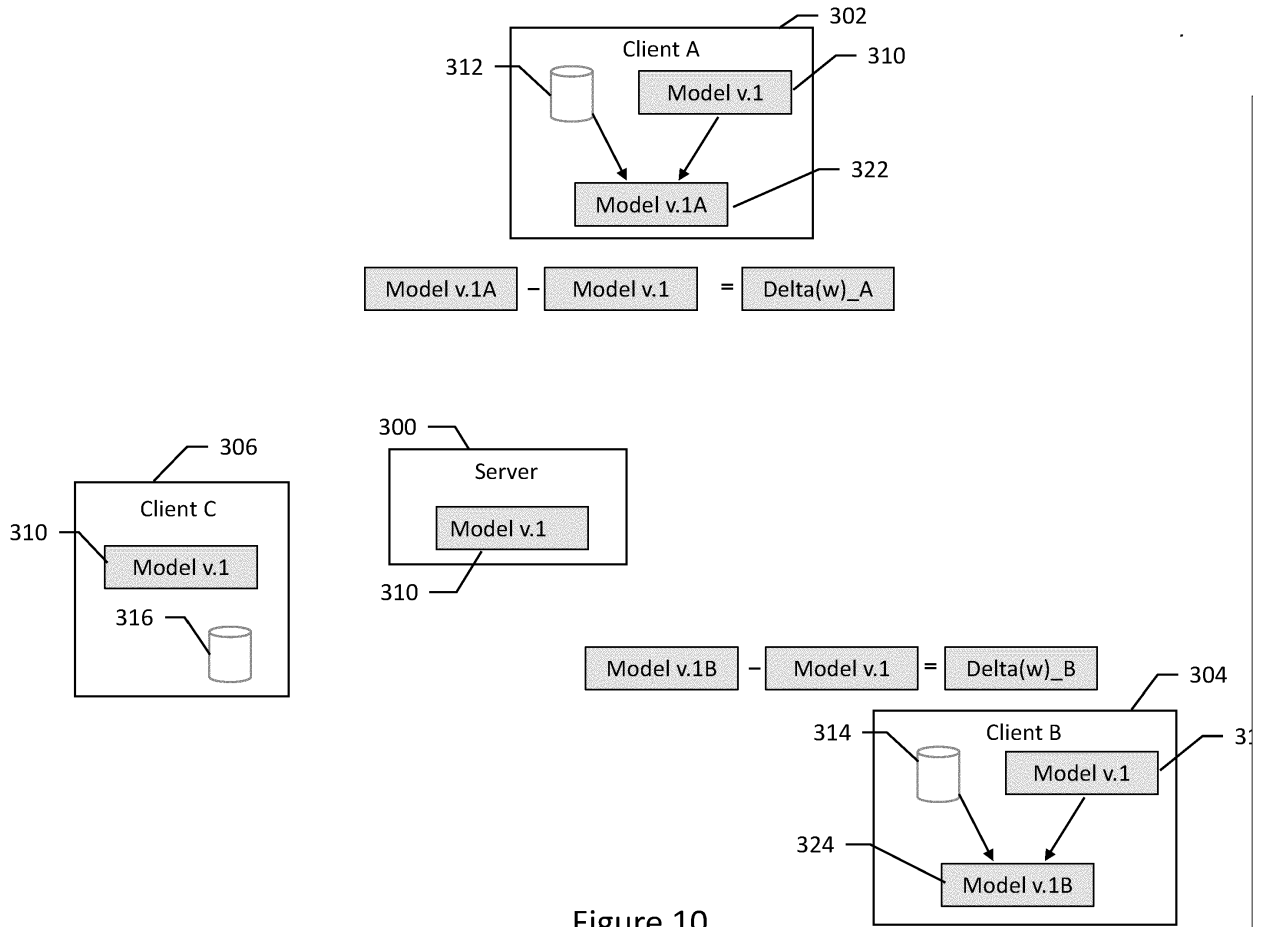 302
Client A
312
310
Model v.1
322
Model v.1A
Model v.1A – Model v.1 = Delta(w)_A
300
306
Server
Client C
Model v.1
310
Model v.1
310
316
Model v.1B – Model v.1 = Delta(w)_B
304
314
Client B
Model v.1
324
Model v.1B
Figure 10